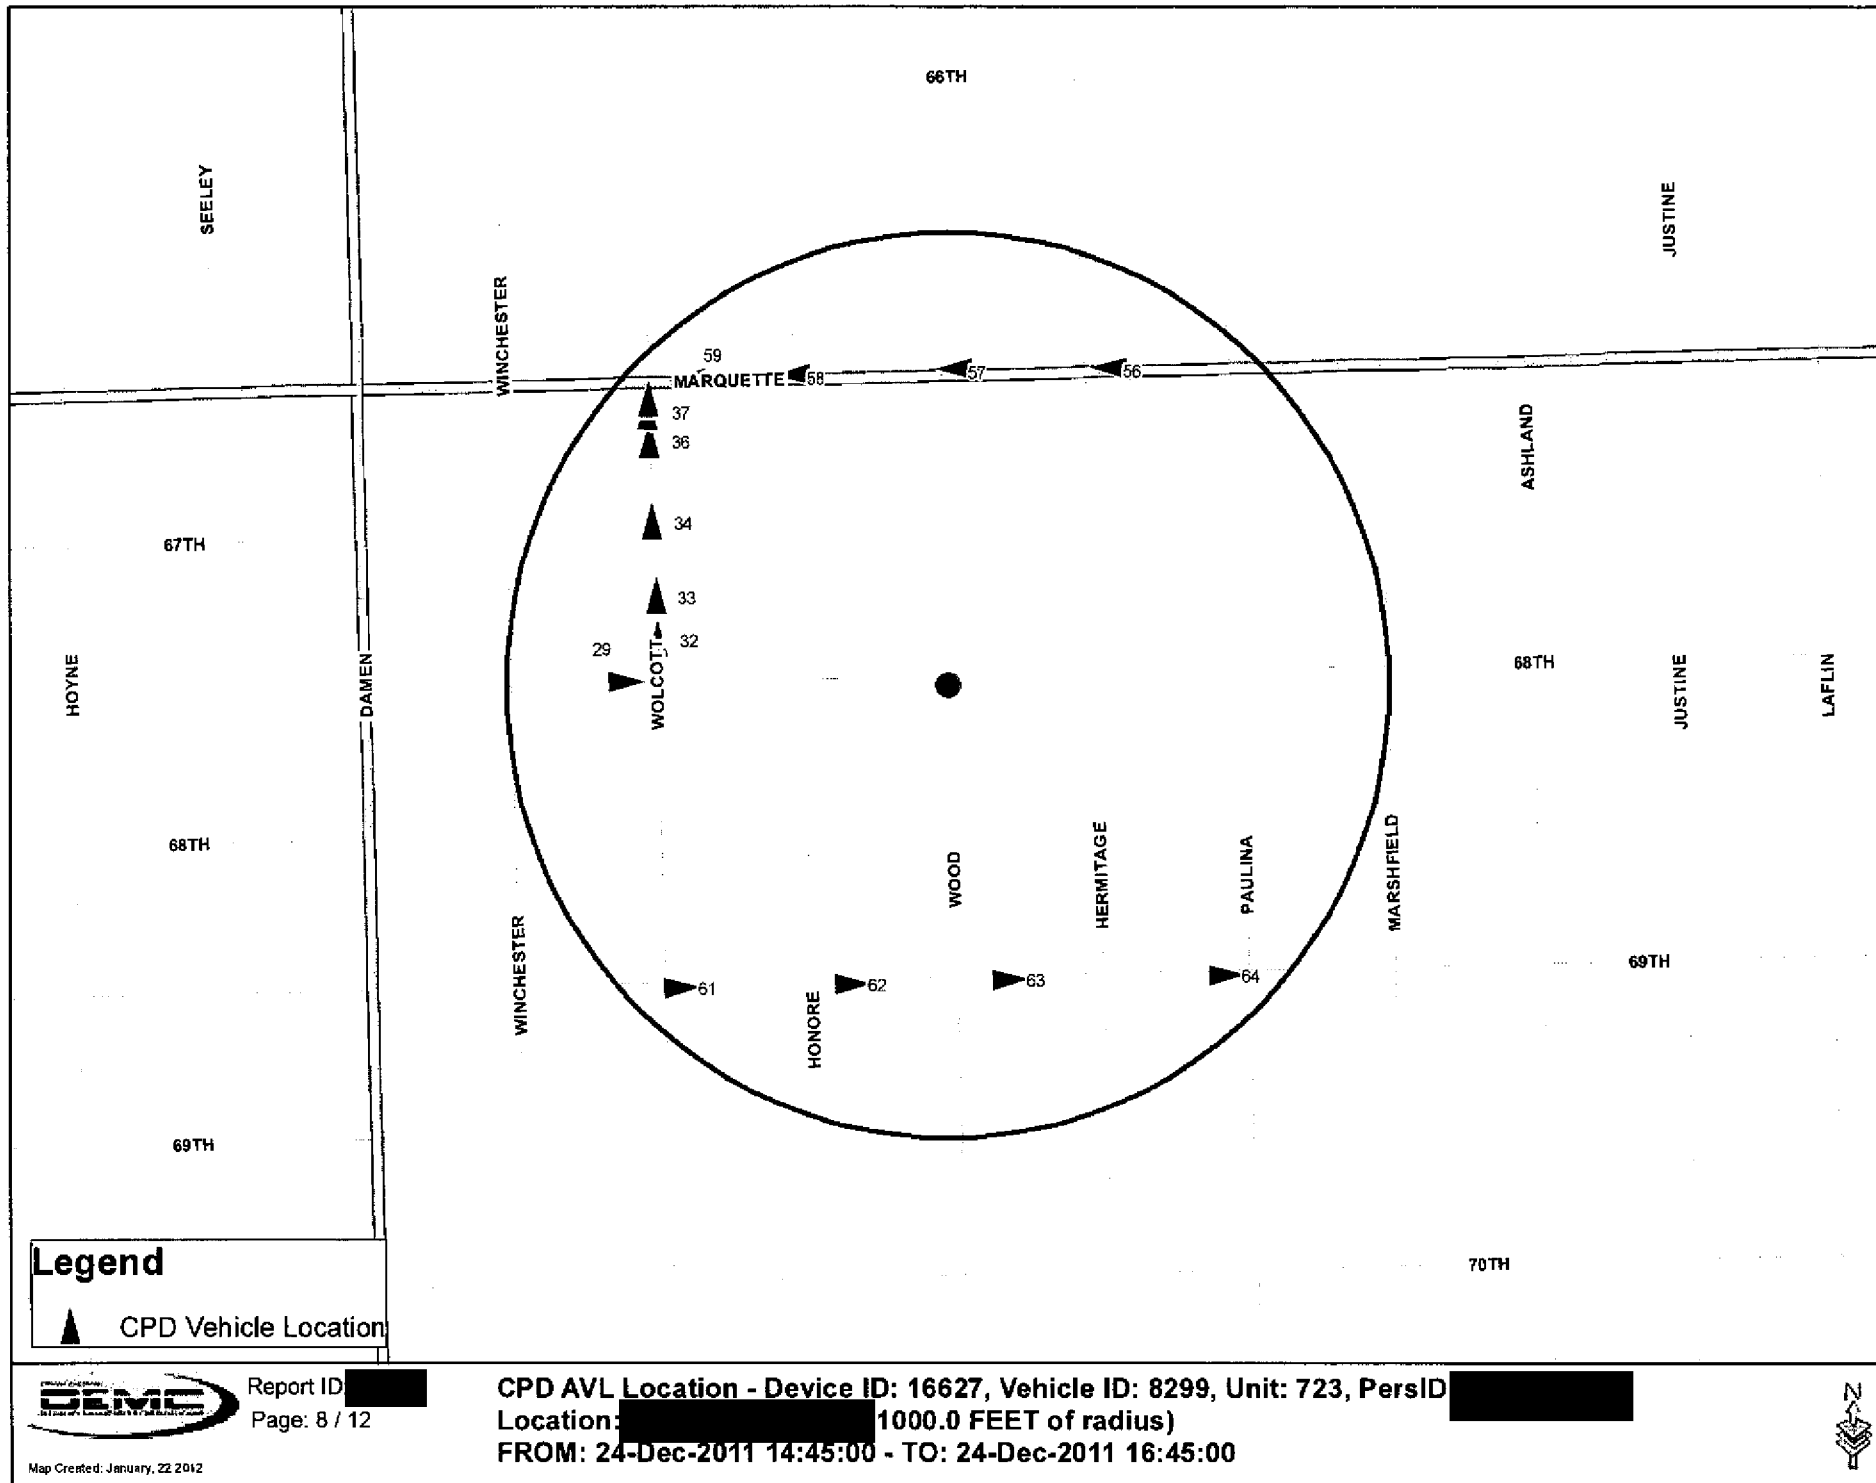 66TH
SEELEY
JUSTINE
WINCHESTER
59
MARQUETTE
58
57
56
37
36
ASHLAND
34
67TH
33
32
29
WOLCOTT
HOYNE
DAMEN
68TH
JUSTINE
LAFLIN
68TH
WOOD
HERMITAGE
PAULINA
MARSHFIELD
WINCHESTER
61
62
63
64
69TH
HONORE
69TH
70TH
Legend
CPD Vehicle Location
OEMC
Report ID
Page: 8 / 12
Map Created: January, 22 2012
CPD AVL Location - Device ID: 16627, Vehicle ID: 8299, Unit: 723, PersID
Location: 1000.0 FEET of radius)
FROM: 24-Dec-2011 14:45:00 - TO: 24-Dec-2011 16:45:00
N